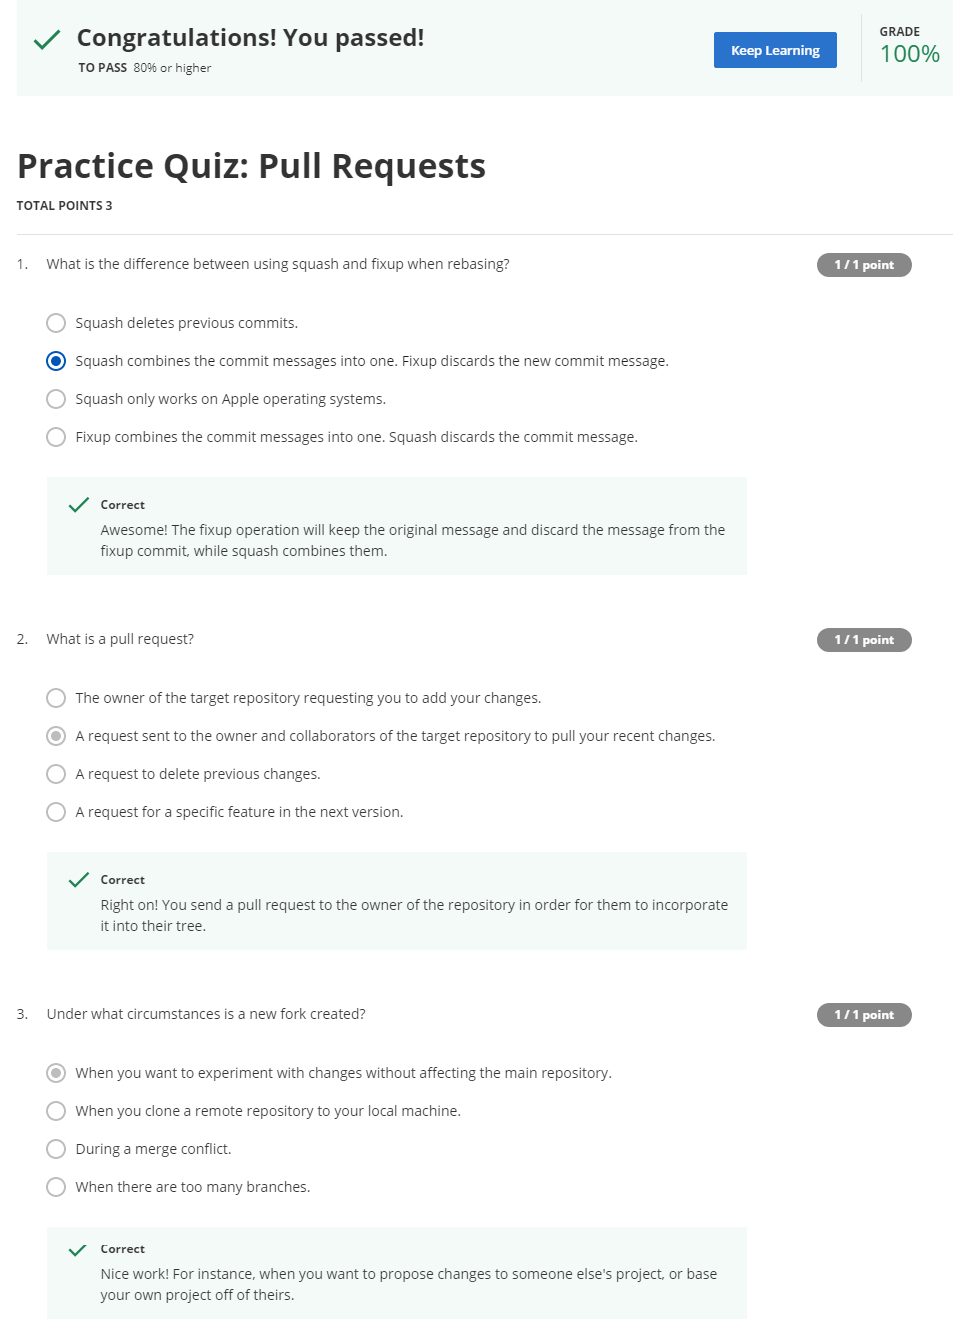 Congratulations! You passed!
TO PASS 80% or higher
Keep Learning
GRADE
100%
Practice Quiz: Pull Requests
TOTAL POINTS 3
1. What is the difference between using squash and fixup when rebasing?
1 / 1 point
Squash deletes previous commits.
Squash combines the commit messages into one. Fixup discards the new commit message.
Squash only works on Apple operating systems.
Fixup combines the commit messages into one. Squash discards the commit message.
Correct
Awesome! The fixup operation will keep the original message and discard the message from the
fixup commit, while squash combines them.
2. What is a pull request?
1 / 1 point
The owner of the target repository requesting you to add your changes.
A request sent to the owner and collaborators of the target repository to pull your recent changes.
A request to delete previous changes.
A request for a specific feature in the next version.
Correct
Right on! You send a pull request to the owner of the repository in order for them to incorporate
it into their tree.
3. Under what circumstances is a new fork created?
1 / 1 point
When you want to experiment with changes without affecting the main repository.
When you clone a remote repository to your local machine.
During a merge conflict.
When there are too many branches.
Correct
Nice work! For instance, when you want to propose changes to someone else's project, or base
your own project off of theirs.